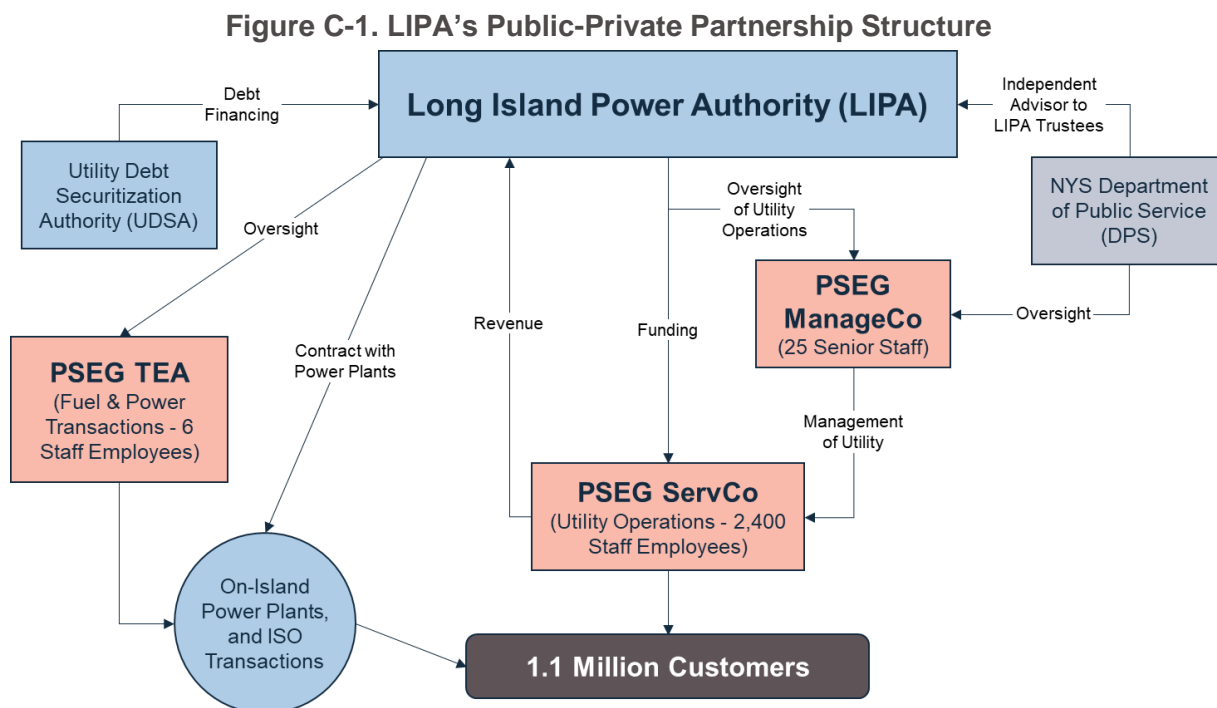 Figure C-1. LIPA’s Public-Private Partnership Structure
Debt
Financing
Long Island Power Authority (LIPA)
Independent
Advisor to
LIPA Trustees
Utility Debt
Securitization
Authority (UDSA)
Oversight
Oversight
of Utility
Operations
NYS Department
of Public Service
(DPS)
PSEG
ManageCo
(25 Senior Staff)
Oversight
Revenue
Funding
Contract with
Power Plants
PSEG TEA
(Fuel & Power
Transactions - 6
Staff Employees)
Management
of Utility
PSEG ServCo
(Utility Operations - 2,400
Staff Employees)
On-Island
Power Plants,
and ISO
Transactions
1.1 Million Customers